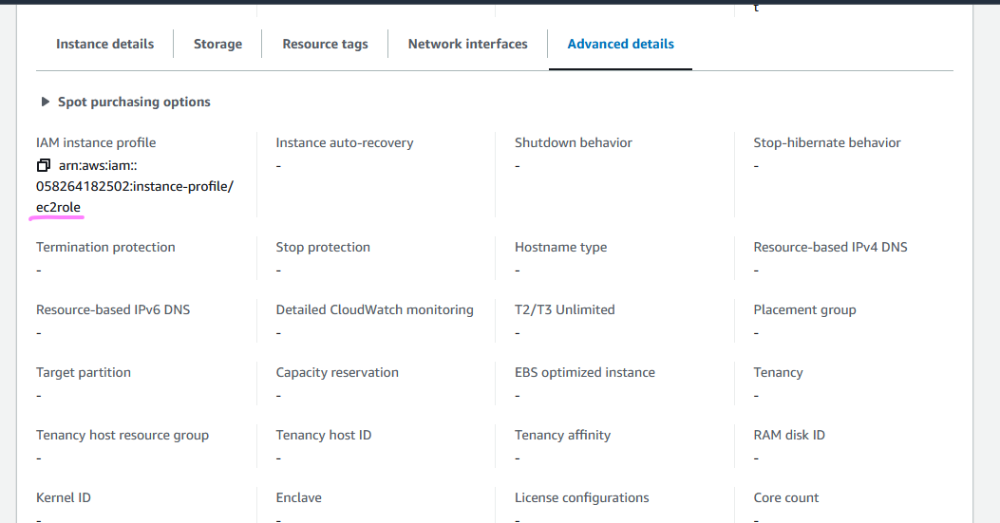 t
Instance details Storage Resource tags Network interfaces Advanced details
Spot purchasing options
IAM instance profile Instance auto-recovery Shutdown behavior Stop-hibernate behavior
arn:aws:iam:: - - -
058264182502:instance-profile/
ec2role
Termination protection Stop protection Hostname type Resource-based IPv4 DNS
- - - -
Resource-based IPv6 DNS Detailed CloudWatch monitoring T2/T3 Unlimited Placement group
- - - -
Target partition Capacity reservation EBS optimized instance Tenancy
- - - -
Tenancy host resource group Tenancy host ID Tenancy affinity RAM disk ID
- - - -
Kernel ID Enclave License configurations Core count
- - - -